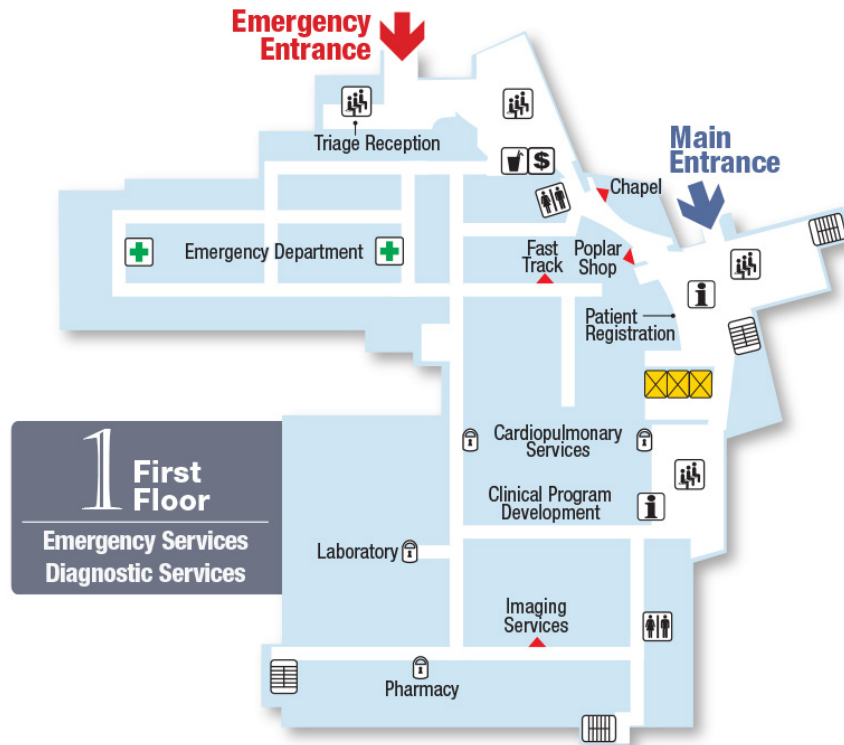 Emergency
Entrance
Triage Reception
Main
Entrance
$
Chapel
Emergency Department
Fast
Track
Poplar
Shop
i
Patient
Registration
1 First
Floor
Emergency Services
Diagnostic Services
Cardiopulmonary
Services
Clinical Program
Development
i
Laboratory
Imaging
Services
Pharmacy